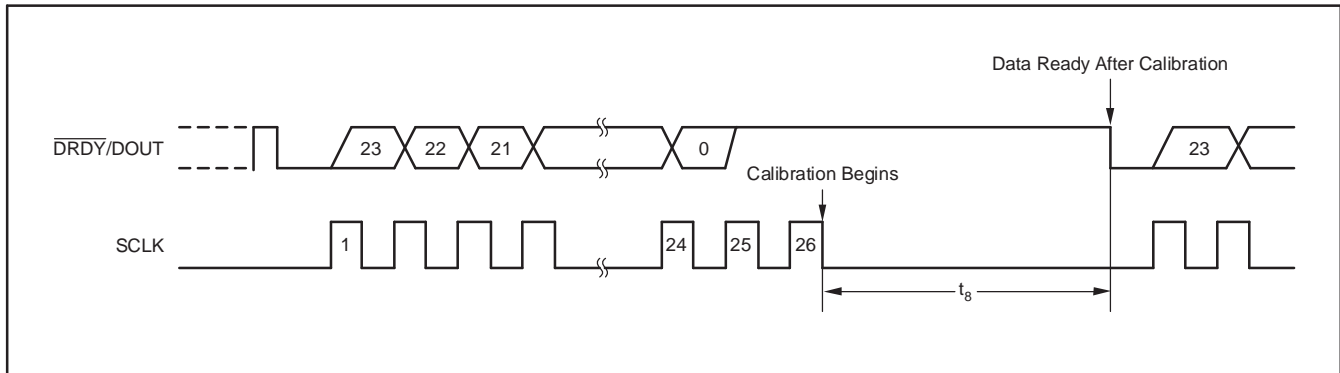 Data Ready After Calibration
DRDY/DOUT
23
22
21
0
23
Calibration Begins
SCLK
1
24
25
26
t8